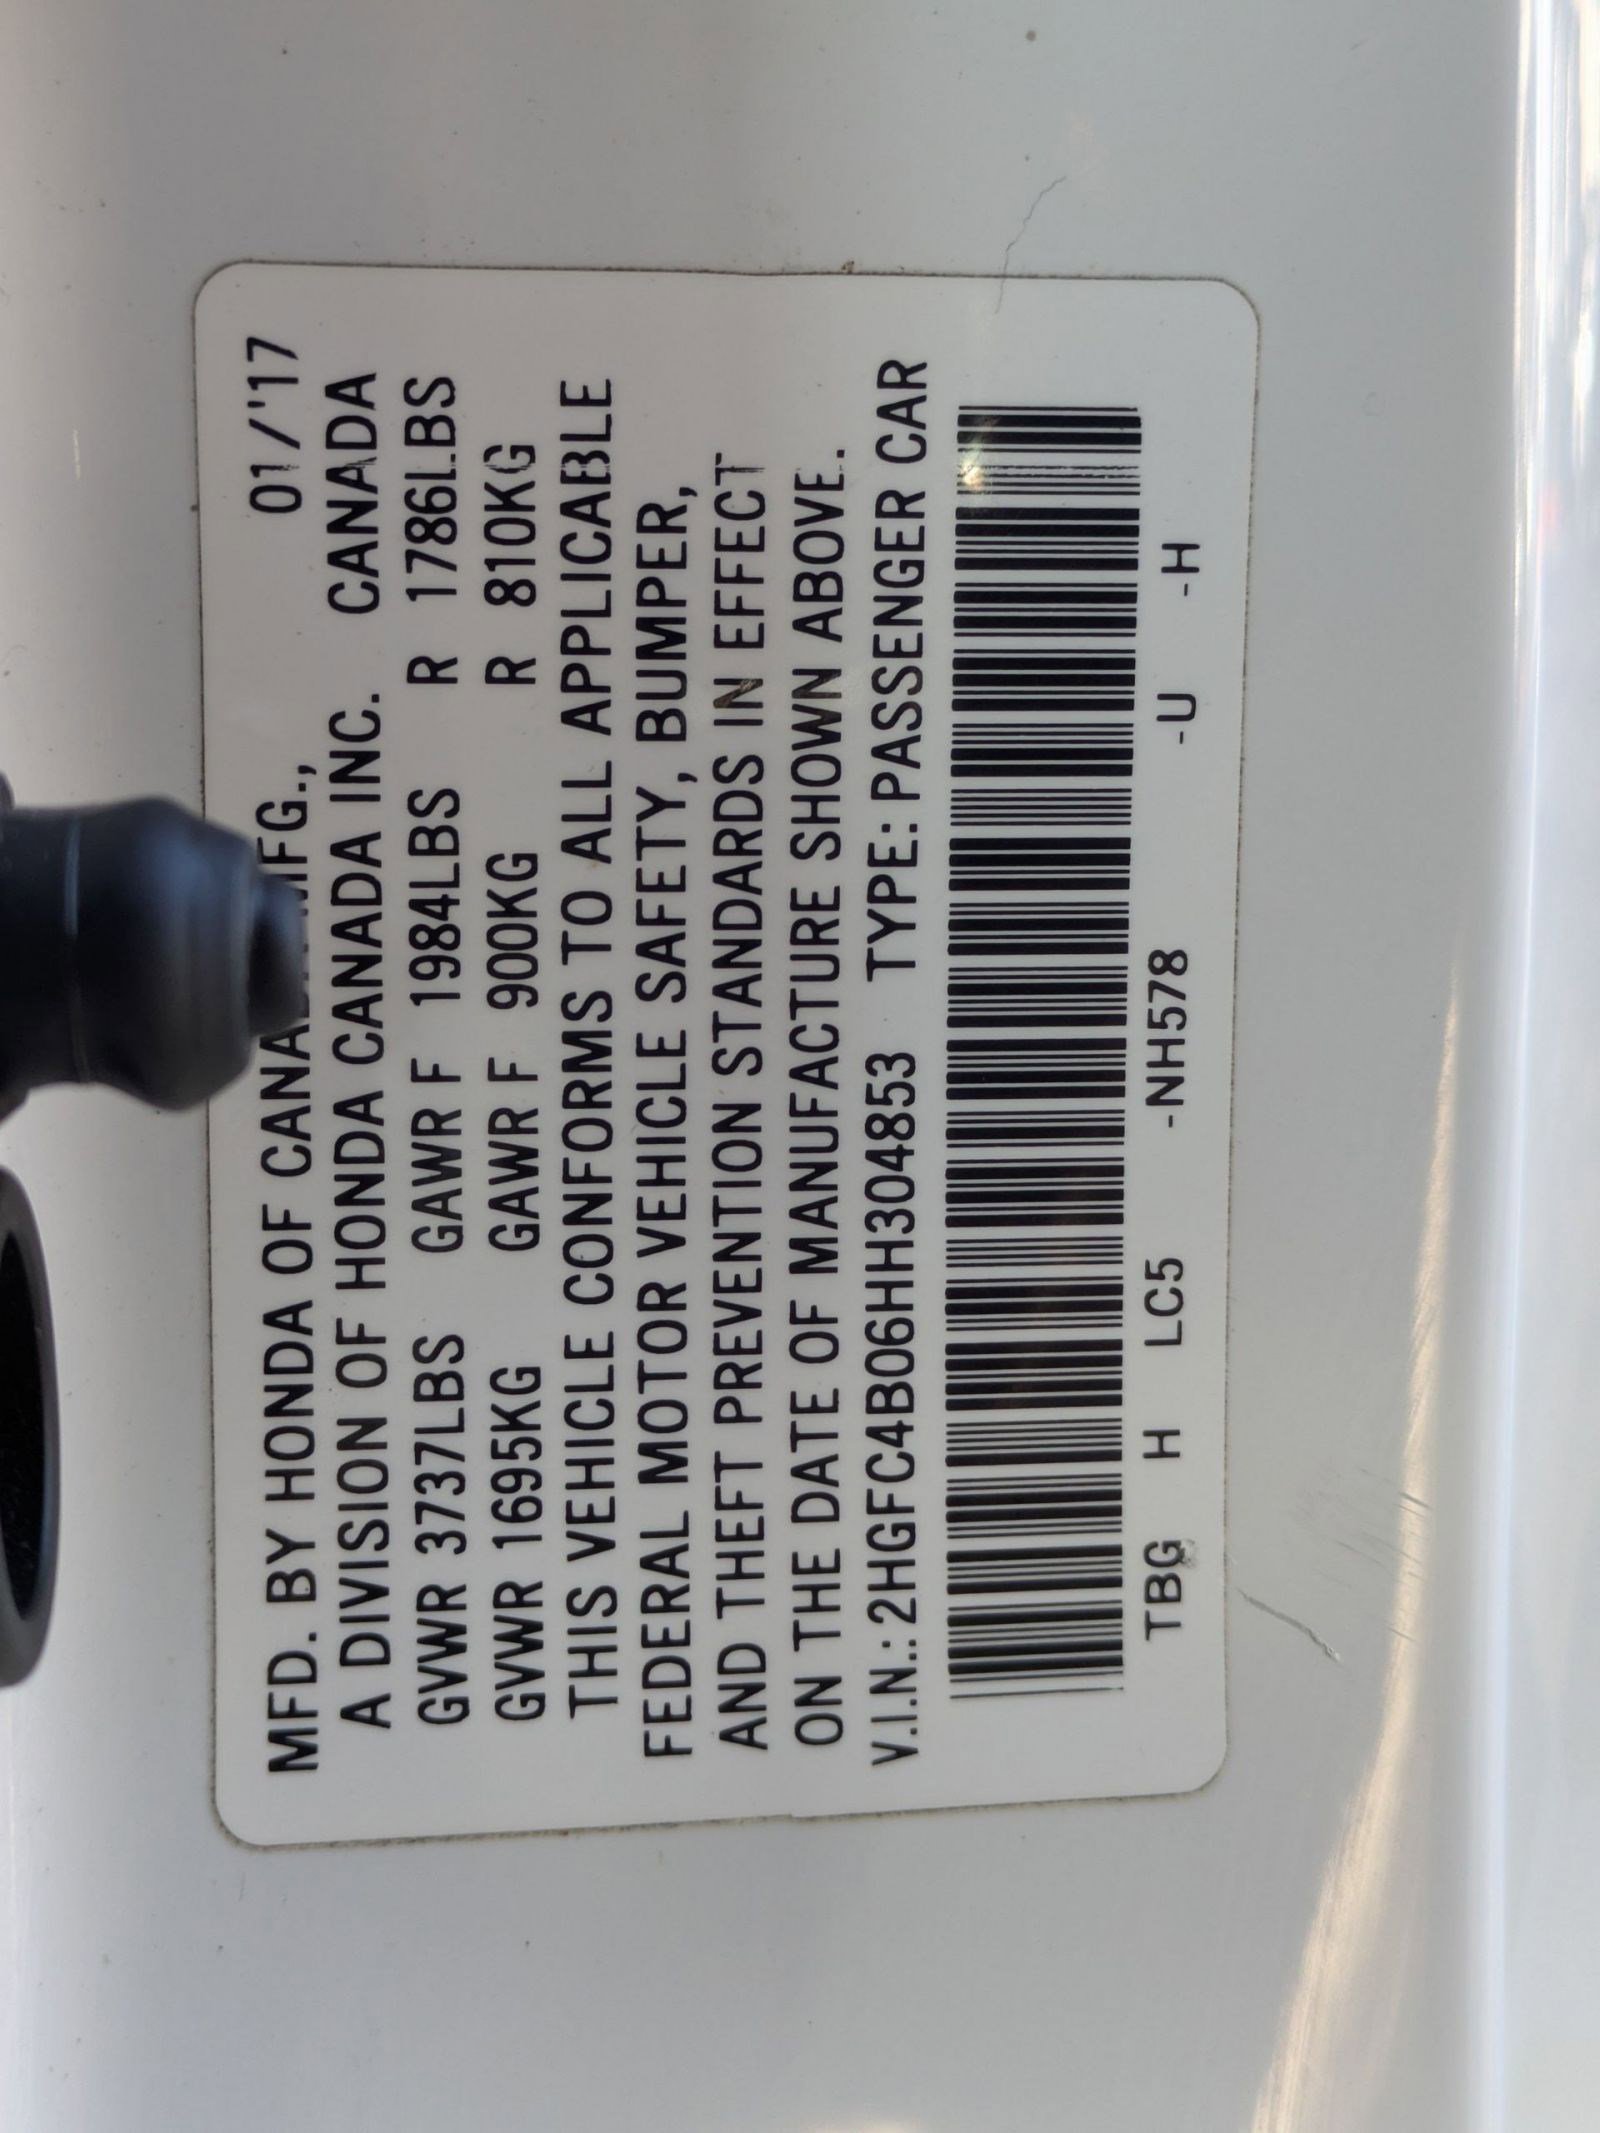 MFD. BY HONDA OF MFG., 01/'17
A DIVISION OF HONDA CANADA INC. CANADA
GVWR 3737LBS GAWR F 1984LBS R 1786LBS
GVWR 1695KG GAWR F 900KG R 810KG
THIS VEHICLE CONFORMS TO ALL APPLICABLE
FEDERAL MOTOR VEHICLE SAFETY, BUMPER,
AND THEFT PREVENTION STANDARDS IN EFFECT
ON THE DATE OF MANUFACTURE SHOWN ABOVE.
V.I.N.: 2HGFC4B06HH304853 TYPE: PASSENGER CAR
TBG H LC5 -NH578 -U -H